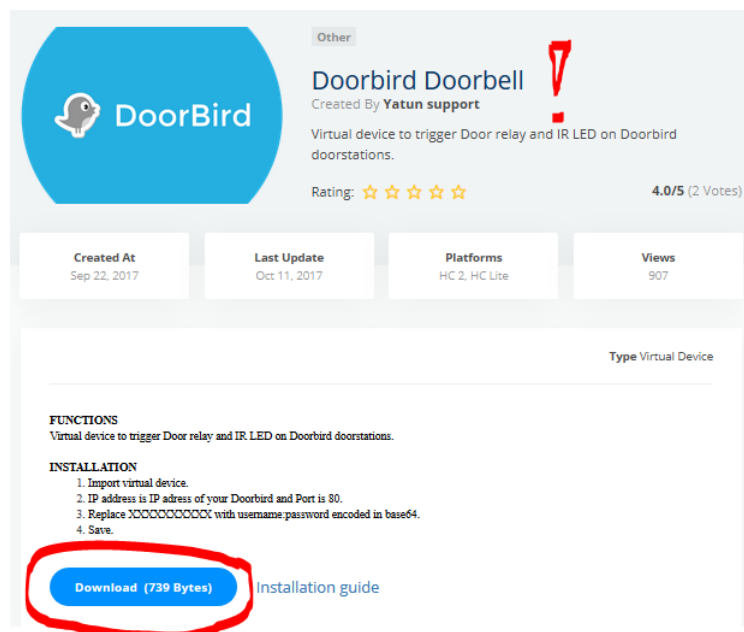 Other
DoorBird
Doorbird Doorbell
Created By Yatun support
Virtual device to trigger Door relay and IR LED on Doorbird
doorstations.
Rating: 4.0/5 (2 Votes)
Created At
Sep 22, 2017
Last Update
Oct 11, 2017
Platforms
HC 2, HC Lite
Views
907
Type Virtual Device
FUNCTIONS
Virtual device to trigger Door relay and IR LED on Doorbird doorstations.
INSTALLATION
1. Import virtual device.
2. IP address is IP adress of your Doorbird and Port is 80.
3. Replace XXXXXXXXXXX with username:password encoded in base64.
4. Save.
Download (739 Bytes)
Installation guide